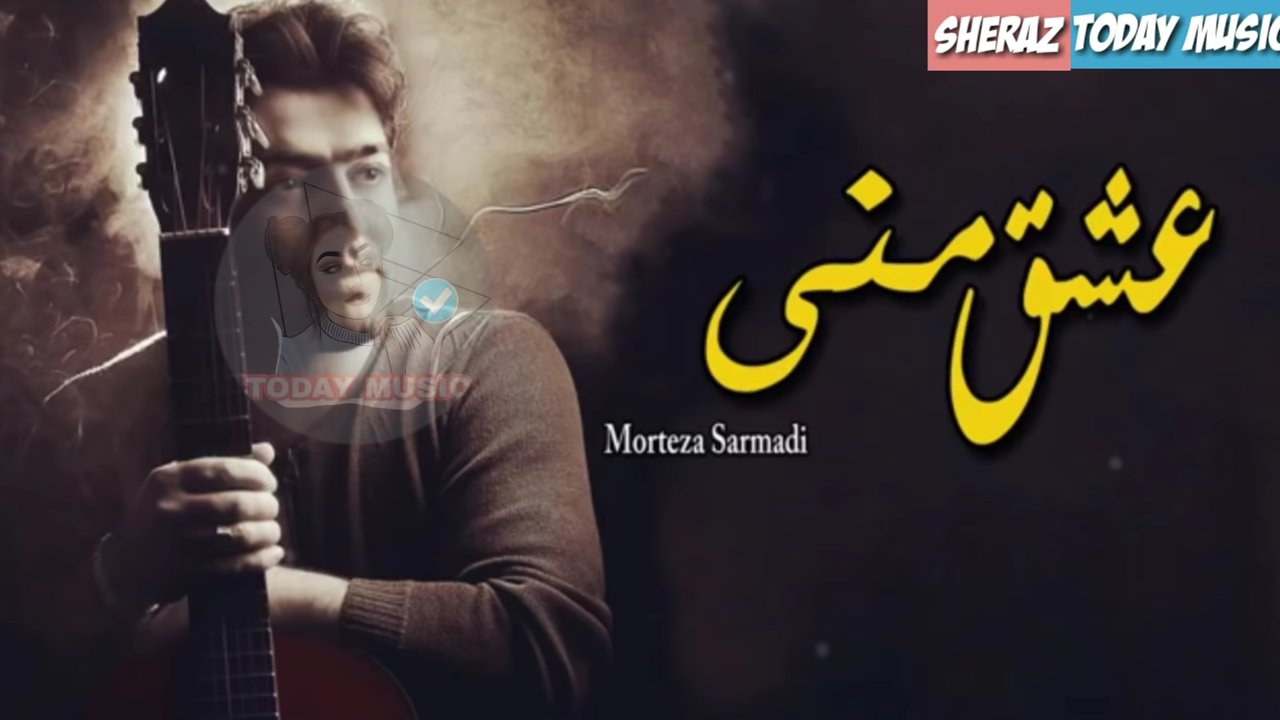 SHERAZ TODAY MUSIC
عشق منی
Morteza Sarmadi
TODAY MUSIC